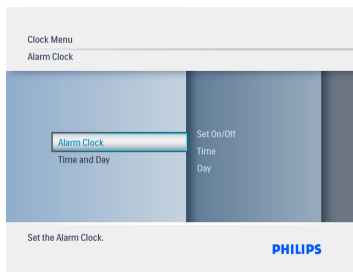 Clock Menu
Alarm Clock
Alarm Clock
Time and Day
Set On/Off
Time
Day
Set the Alarm Clock.
PHILIPS